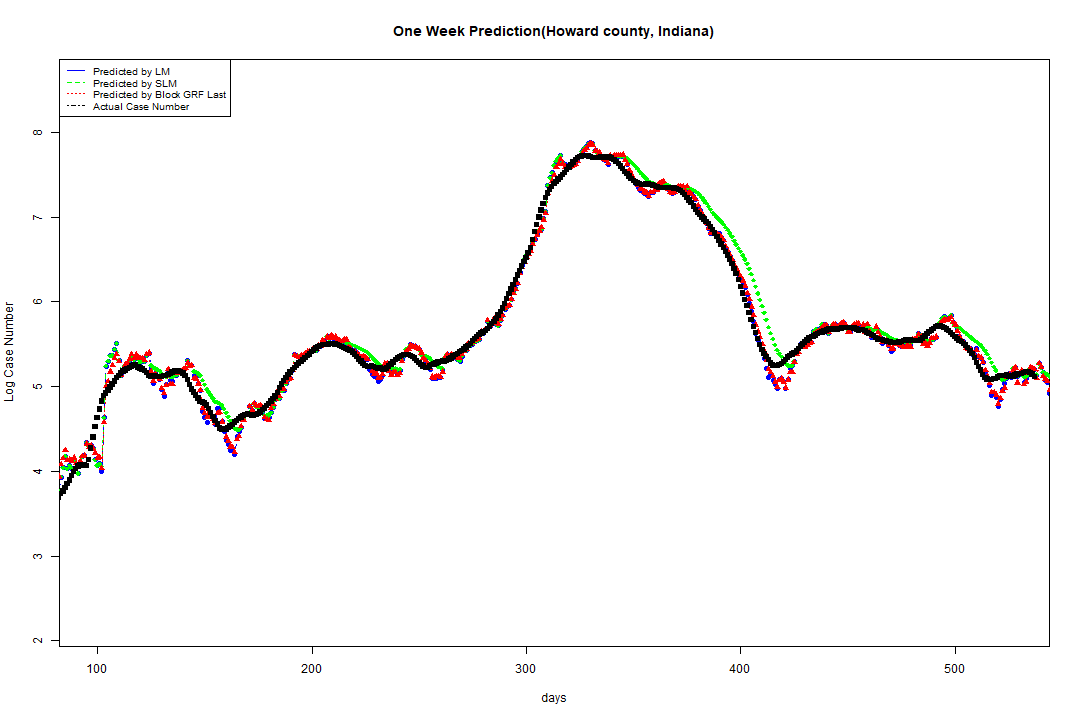 One Week Prediction(Howard county, Indiana)
Predicted by LM
Predicted by SLM
Predicted by Block GRF Last
Actual Case Number
8
7
6
5
4
3
2
Log Case Number
100 200 300 400 500
days